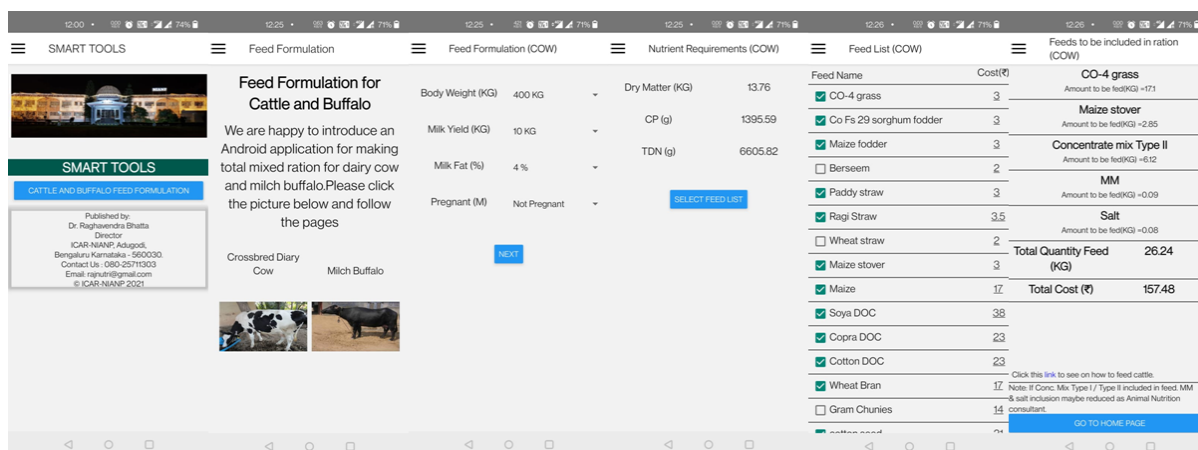 12:00
74%
SMART TOOLS
SMART TOOLS
CATTLE AND BUFFALO FEED FORMULATION
Published by:
Dr. Raghavendra Bhatta
Director
ICAR-NIANP, Adugodi,
Bengaluru Karnataka - 560030.
Contact Us : 080-25711303
Email: rajnutri@gmail.com
© ICAR-NIANP 2021
12:25
71%
Feed Formulation
Feed Formulation for
Cattle and Buffalo
We are happy to introduce an
Android application for making
total mixed ration for dairy cow
and milch buffalo.Please click
the picture below and follow
the pages
Crossbred Diary
Cow
Milch Buffalo
12:25
71%
Feed Formulation (COW)
Body Weight (KG) 400 KG
Milk Yield (KG) 10 KG
Milk Fat (%) 4 %
Pregnant (M) Not Pregnant
NEXT
12:25
71%
Nutrient Requirements (COW)
Dry Matter (KG) 13.76
CP (g) 1395.59
TDN (g) 6605.82
SELECT FEED LIST
12:26
71%
Feed List (COW)
Feed Name Cost(₹)
CO-4 grass 3
Co Fs 29 sorghum fodder 3
Maize fodder 3
Berseem 2
Paddy straw 3
Ragi Straw 3.5
Wheat straw 2
Maize stover 3
Maize 17
Soya DOC 38
Copra DOC 23
Cotton DOC 23
Wheat Bran 17
Gram Chunies 14
12:26
71%
Feeds to be included in ration
(COW)
CO-4 grass
Amount to be fed(KG) =17.1
Maize stover
Amount to be fed(KG) =2.85
Concentrate mix Type II
Amount to be fed(KG) =6.12
MM
Amount to be fed(KG) =0.09
Salt
Amount to be fed(KG) =0.08
Total Quantity Feed 26.24
(KG)
Total Cost (₹) 157.48
Click this link to see on how to feed cattle.
Note: If Conc. Mix Type I / Type II included in feed. MM
& salt inclusion maybe reduced as Animal Nutrition
consultant.
GO TO HOME PAGE